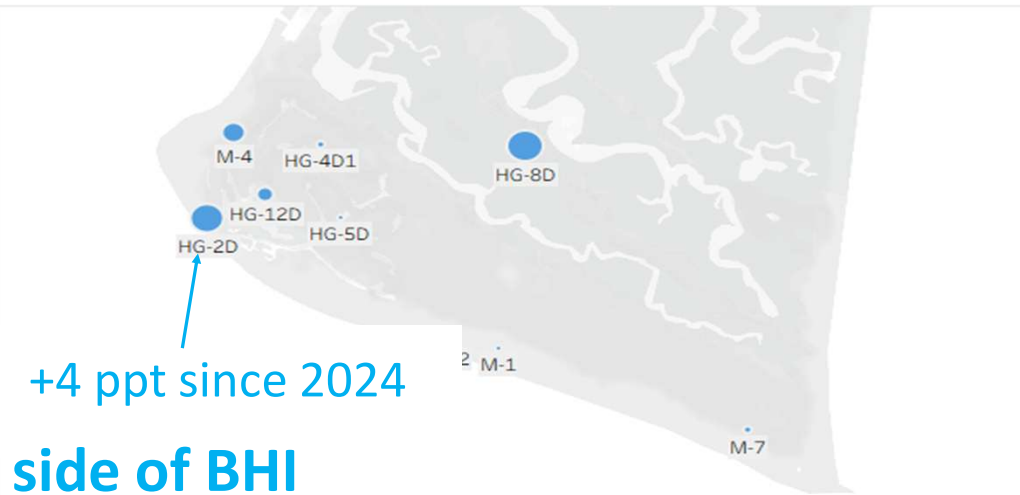 M-4
HG-4D1
HG-8D
HG-12D
HG-5D
HG-2D
2 M-1
+4 ppt since 2024
M-7
side of BHI